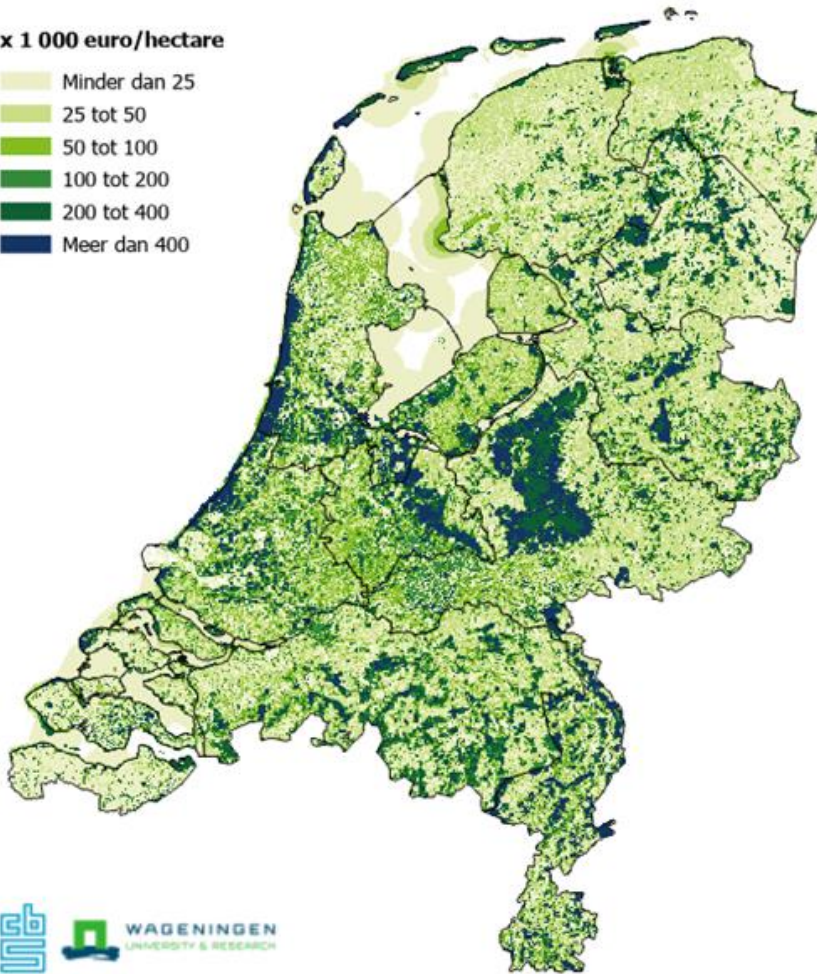 x 1 000 euro/hectare
Minder dan 25
25 tot 50
50 tot 100
100 tot 200
200 tot 400
Meer dan 400
cbs
WAGENINGEN
UNIVERSITY & RESEARCH